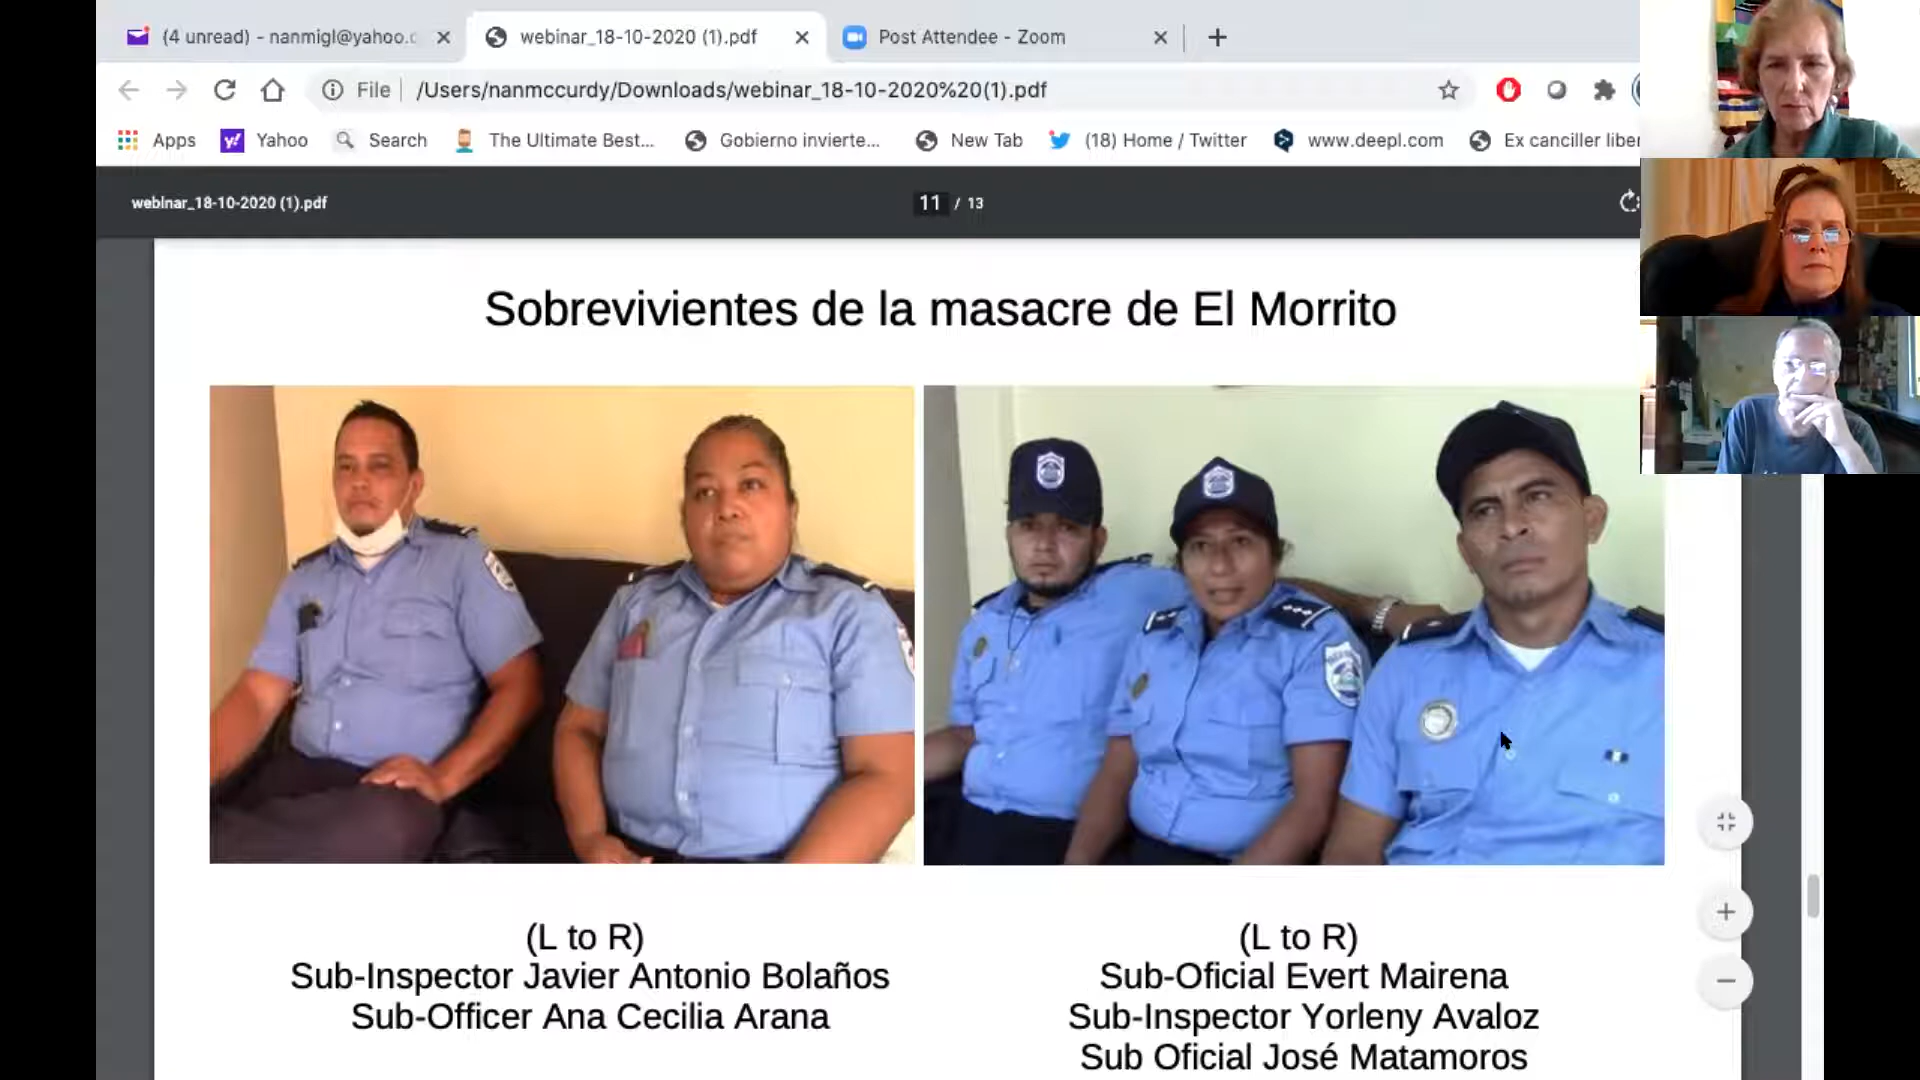 (4 unread) - nanmigl@yahoo.c
webinar_18-10-2020 (1).pdf
Post Attendee - Zoom
File
/Users/nanmccurdy/Downloads/webinar_18-10-2020%20(1).pdf
Apps
Yahoo
Search
The Ultimate Best...
Gobierno invierte...
New Tab
(18) Home / Twitter
www.deepl.com
Ex canciller liber
webinar_18-10-2020 (1).pdf
11 / 13
Sobrevivientes de la masacre de El Morrito
(L to R)
Sub-Inspector Javier Antonio Bolaños
Sub-Officer Ana Cecilia Arana
(L to R)
Sub-Oficial Evert Mairena
Sub-Inspector Yorleny Avaloz
Sub Oficial José Matamoros